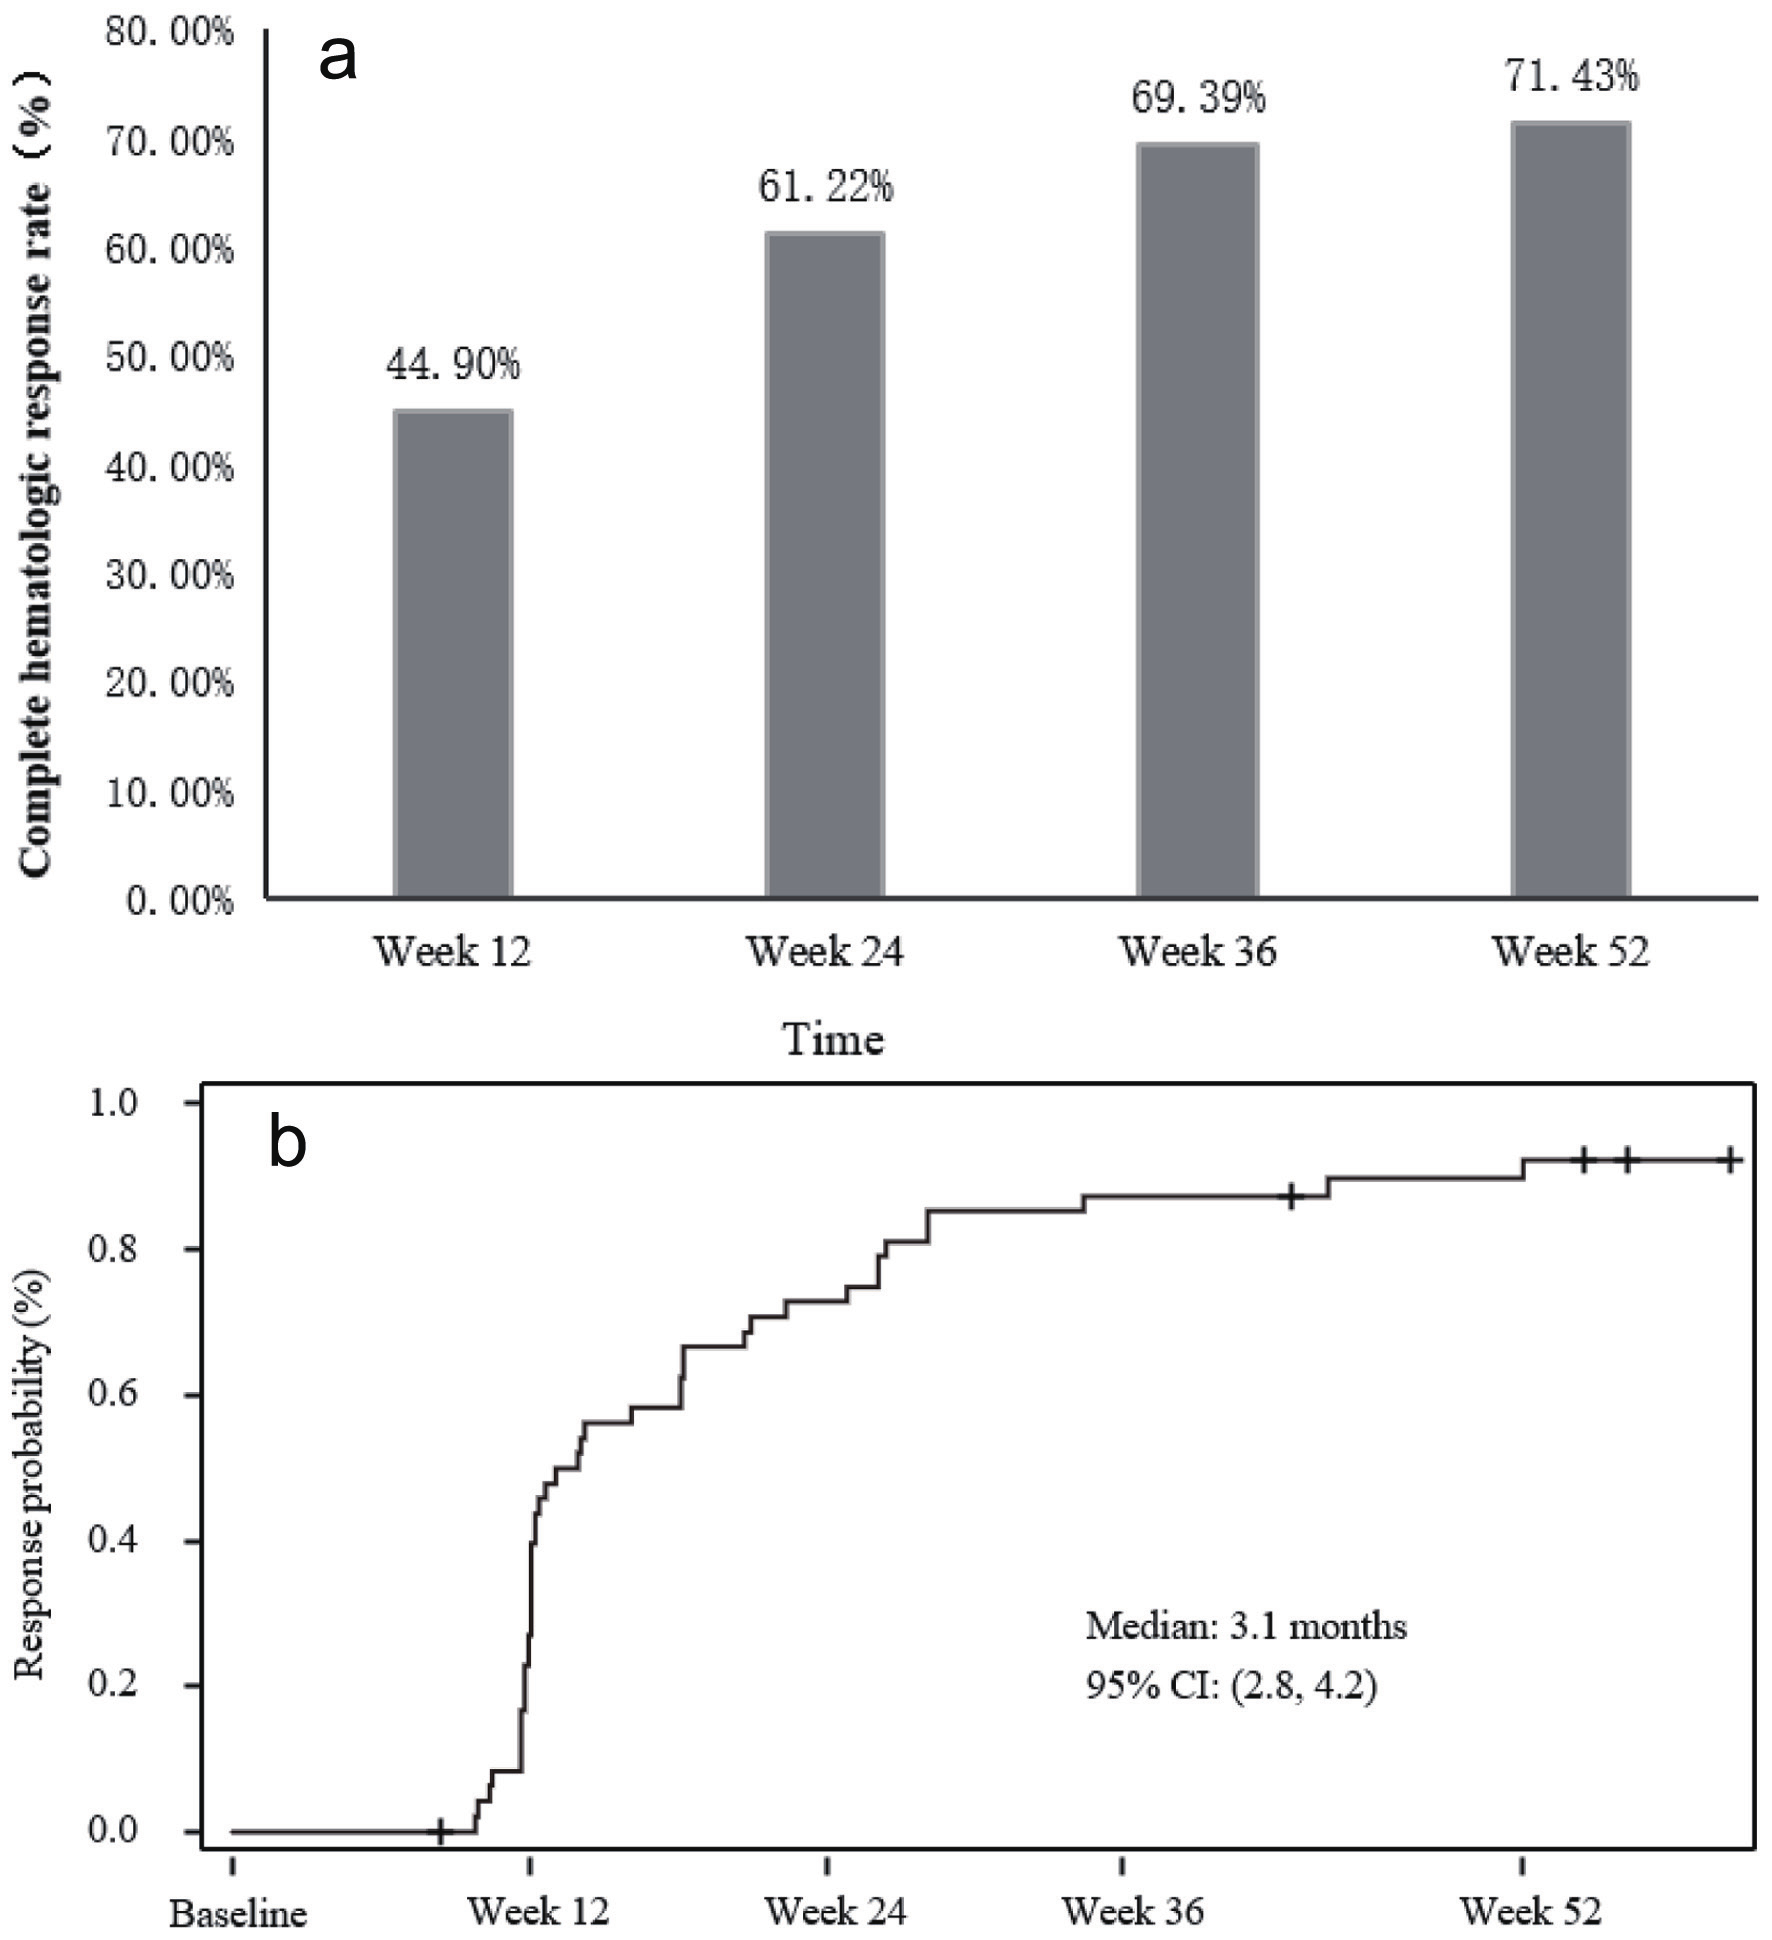 a
Complete hematologic response rate (%)
80.00%
70.00%
60.00%
50.00%
40.00%
30.00%
20.00%
10.00%
0.00%
44.90%
61.22%
69.39%
71.43%
Week 12
Week 24
Week 36
Week 52
Time
b
Response probability (%)
1.0
0.8
0.6
0.4
0.2
0.0
Median: 3.1 months
95% CI: (2.8, 4.2)
Baseline
Week 12
Week 24
Week 36
Week 52